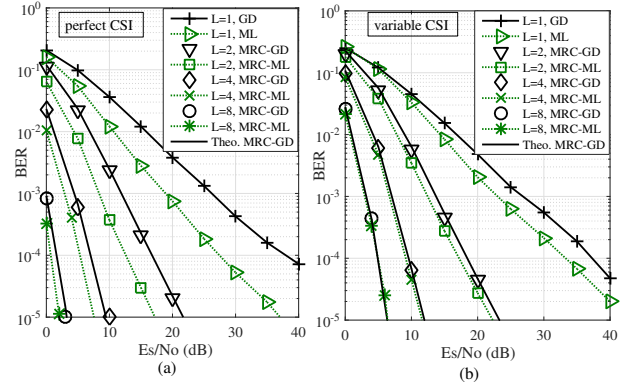 perfect CSI
L=1, GD
L=1, ML
L=2, MRC-GD
L=2, MRC-ML
L=4, MRC-GD
L=4, MRC-ML
L=8, MRC-GD
L=8, MRC-ML
Theo. MRC-GD
BER
10^0
10^-1
10^-2
10^-3
10^-4
10^-5
0 10 20 30 40
Es/No (dB)
(a)
variable CSI
L=1, GD
L=1, ML
L=2, MRC-GD
L=2, MRC-ML
L=4, MRC-GD
L=4, MRC-ML
L=8, MRC-GD
L=8, MRC-ML
Theo. MRC-GD
BER
10^0
10^-1
10^-2
10^-3
10^-4
10^-5
0 10 20 30 40
Es/No (dB)
(b)